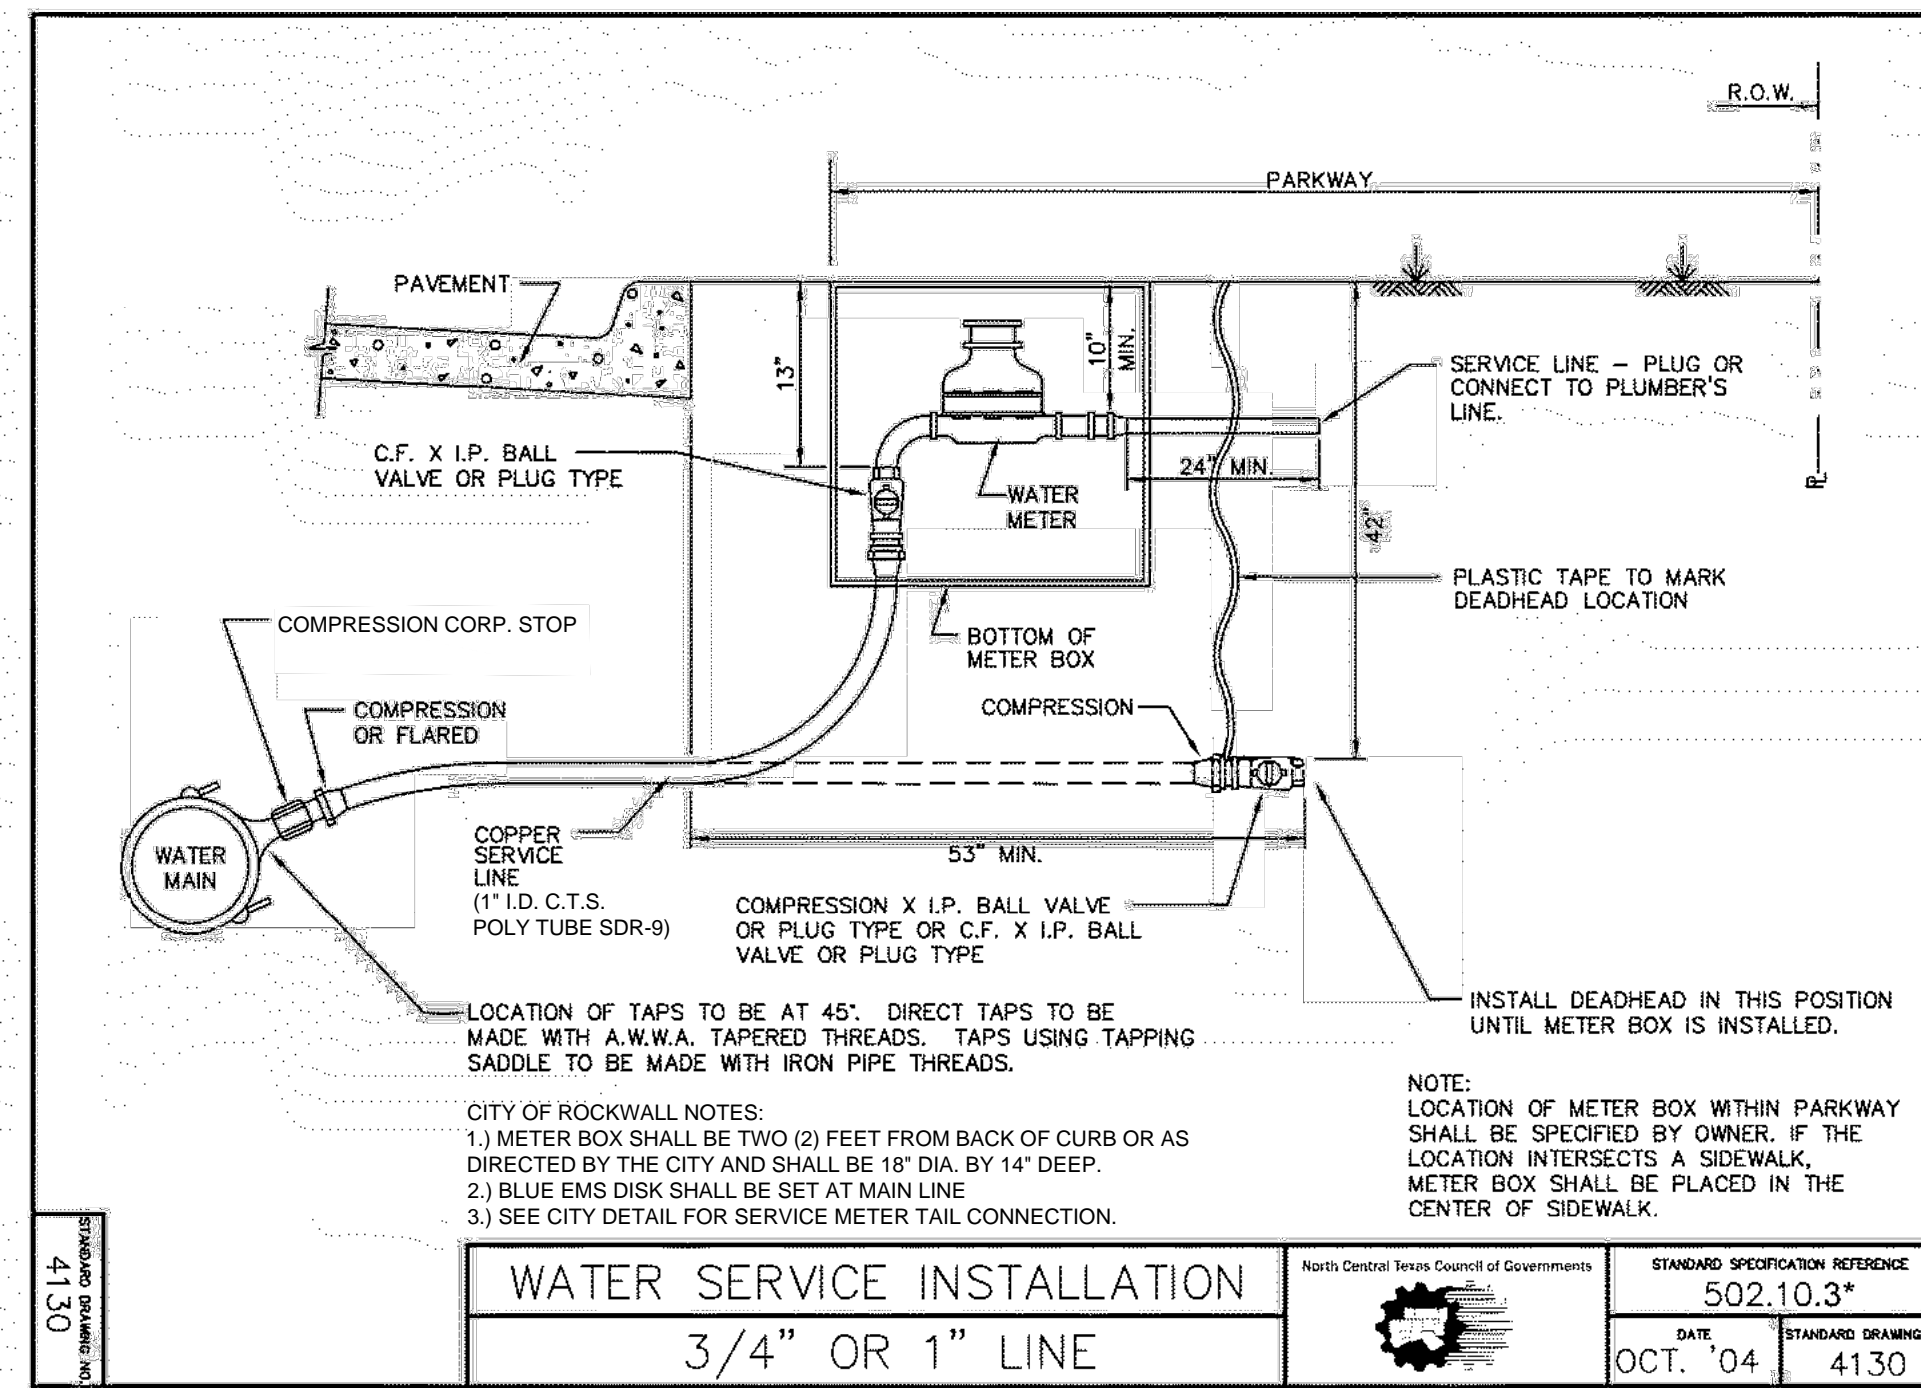 R.O.W.
PARKWAY
PAVEMENT
13"
10"
MIN.
SERVICE LINE – PLUG OR
CONNECT TO PLUMBER'S
LINE.
C.F. X I.P. BALL
VALVE OR PLUG TYPE
24" MIN.
WATER
METER
42"
PL
PLASTIC TAPE TO MARK
DEADHEAD LOCATION
COMPRESSION CORP. STOP
BOTTOM OF
METER BOX
COMPRESSION
OR FLARED
COMPRESSION
WATER
MAIN
COPPER
SERVICE
LINE
(1" I.D. C.T.S.
POLY TUBE SDR-9)
53" MIN.
COMPRESSION X I.P. BALL VALVE
OR PLUG TYPE OR C.F. X I.P. BALL
VALVE OR PLUG TYPE
LOCATION OF TAPS TO BE AT 45°. DIRECT TAPS TO BE
MADE WITH A.W.W.A. TAPERED THREADS. TAPS USING TAPPING
SADDLE TO BE MADE WITH IRON PIPE THREADS.
INSTALL DEADHEAD IN THIS POSITION
UNTIL METER BOX IS INSTALLED.
CITY OF ROCKWALL NOTES:
1.) METER BOX SHALL BE TWO (2) FEET FROM BACK OF CURB OR AS
DIRECTED BY THE CITY AND SHALL BE 18" DIA. BY 14" DEEP.
2.) BLUE EMS DISK SHALL BE SET AT MAIN LINE
3.) SEE CITY DETAIL FOR SERVICE METER TAIL CONNECTION.
NOTE:
LOCATION OF METER BOX WITHIN PARKWAY
SHALL BE SPECIFIED BY OWNER. IF THE
LOCATION INTERSECTS A SIDEWALK,
METER BOX SHALL BE PLACED IN THE
CENTER OF SIDEWALK.
STANDARD DRAWING NO.
4130
WATER SERVICE INSTALLATION
3/4" OR 1" LINE
North Central Texas Council of Governments
STANDARD SPECIFICATION REFERENCE
502.10.3*
DATE
OCT. '04
STANDARD DRAWING
4130